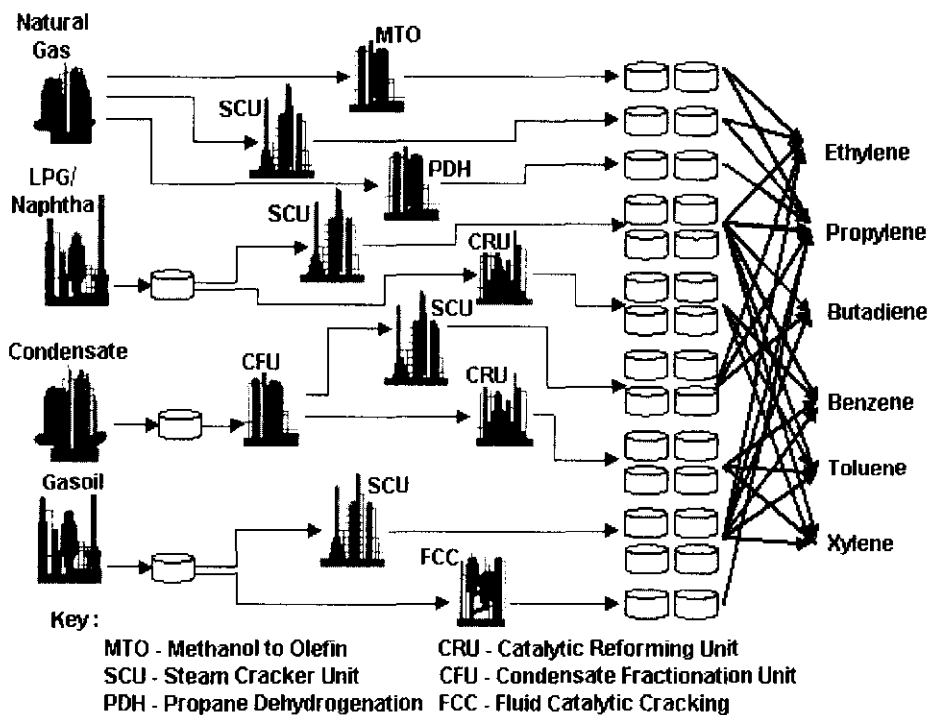 Natural
Gas
MTO
SCU
Ethylene
PDH
LPG/
Naphtha
SCU
Propylene
CRU
Butadiene
SCU
Condensate
CFU
CRU
Benzene
Toluene
Gasoil
SCU
Xylene
FCC
Key :
MTO - Methanol to Olefin
CRU - Catalytic Reforming Unit
SCU - Steam Cracker Unit
CFU - Condensate Fractionation Unit
PDH - Propane Dehydrogenation
FCC - Fluid Catalytic Cracking